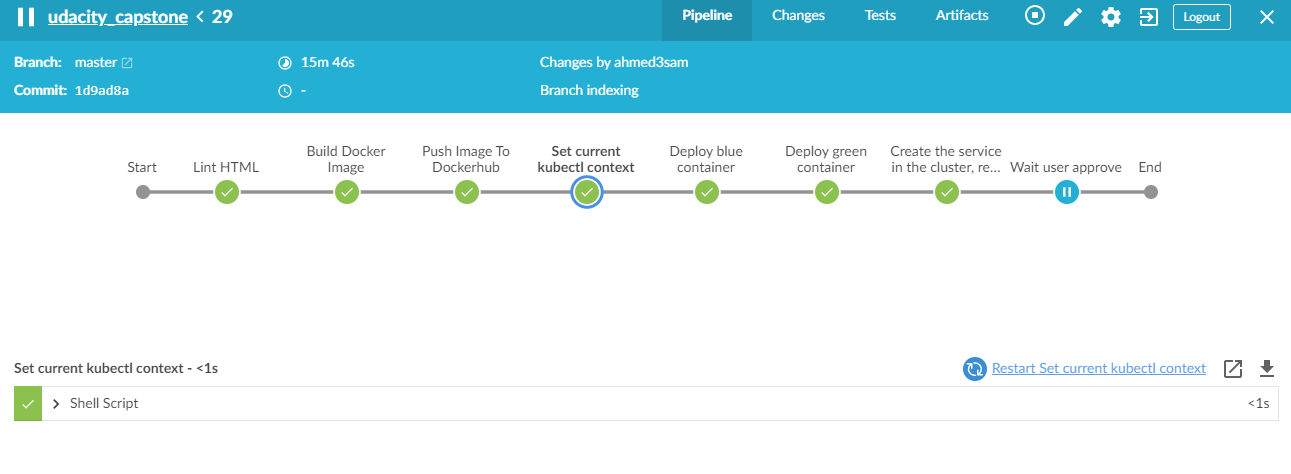 udacity_capstone < 29
Pipeline
Changes
Tests
Artifacts
Logout
Branch: master
15m 46s
Changes by ahmed3sam
Commit: 1d9ad8a
-
Branch indexing
Start
Lint HTML
Build Docker
Image
Push Image To
Dockerhub
Set current
kubectl context
Deploy blue
container
Deploy green
container
Create the service
in the cluster, re...
Wait user approve
End
Set current kubectl context - <1s
Restart Set current kubectl context
Shell Script
<1s